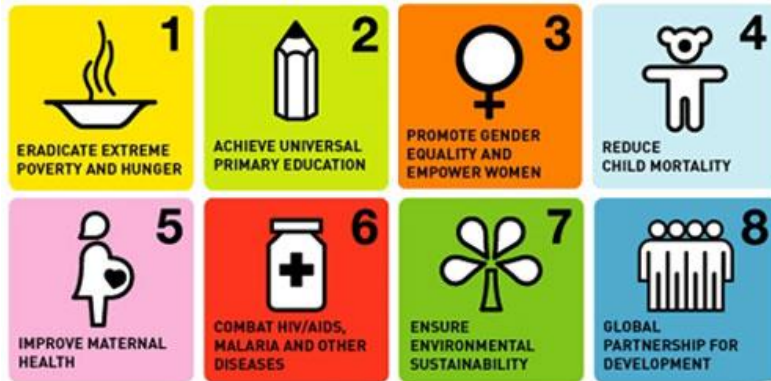 1
ERADICATE EXTREME
POVERTY AND HUNGER
2
ACHIEVE UNIVERSAL
PRIMARY EDUCATION
3
PROMOTE GENDER
EQUALITY AND
EMPOWER WOMEN
4
REDUCE
CHILD MORTALITY
5
IMPROVE MATERNAL
HEALTH
6
COMBAT HIV/AIDS,
MALARIA AND OTHER
DISEASES
7
ENSURE
ENVIRONMENTAL
SUSTAINABILITY
8
GLOBAL
PARTNERSHIP FOR
DEVELOPMENT